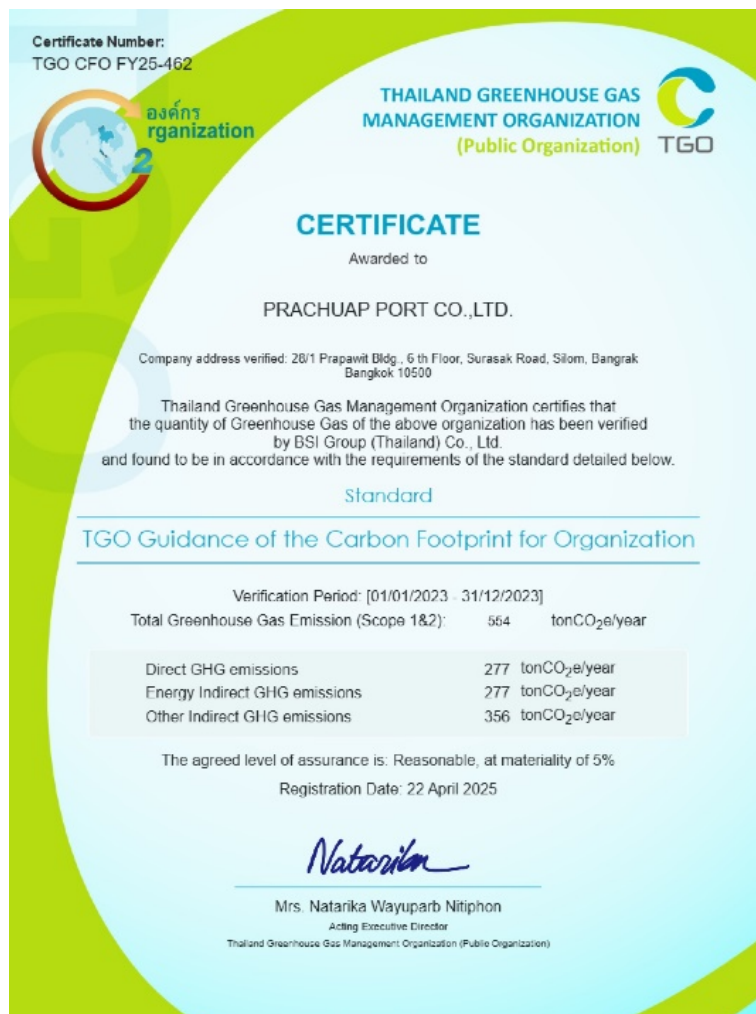 Certificate Number:
TGO CFO FY25-462
องค์กร
rganization
2
THAILAND GREENHOUSE GAS
MANAGEMENT ORGANIZATION
(Public Organization)
TGO
CERTIFICATE
Awarded to
PRACHUAP PORT CO.,LTD.
Company address verified: 28/1 Prapawit Bldg., 6 th Floor, Surasak Road, Silom, Bangrak
Bangkok 10500
Thailand Greenhouse Gas Management Organization certifies that
the quantity of Greenhouse Gas of the above organization has been verified
by BSI Group (Thailand) Co., Ltd.
and found to be in accordance with the requirements of the standard detailed below.
Standard
TGO Guidance of the Carbon Footprint for Organization
Verification Period: [01/01/2023 - 31/12/2023]
Total Greenhouse Gas Emission (Scope 1&2): 554 tonCO2e/year
Direct GHG emissions 277 tonCO2e/year
Energy Indirect GHG emissions 277 tonCO2e/year
Other Indirect GHG emissions 356 tonCO2e/year
The agreed level of assurance is: Reasonable, at materiality of 5%
Registration Date: 22 April 2025
Natarika
Mrs. Natarika Wayuparb Nitiphon
Acting Executive Director
Thailand Greenhouse Gas Management Organization (Public Organization)
TGO